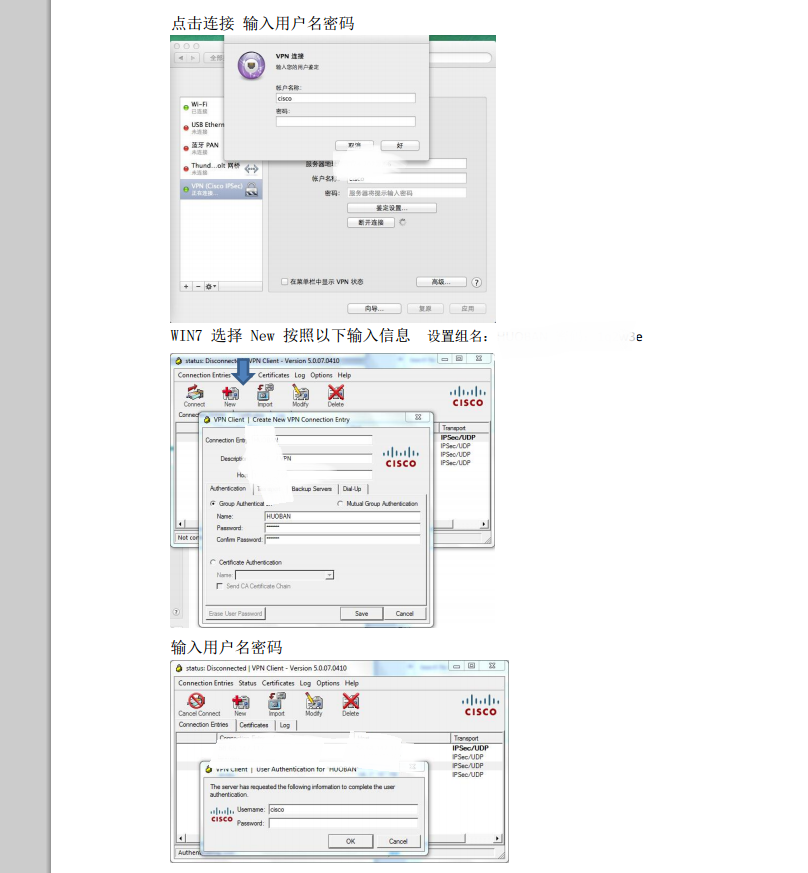 点击连接 输入用户名密码
VPN 连接
输入您的用户鉴定
帐户名称:
cisco
密码:
取消 好
Wi-Fi
已连接
USB Ethern
未连接
蓝牙 PAN
未连接
Thund...olt 网桥
未连接
VPN (Cisco IPSec)
正在连接...
服务器地址
帐户名称
密码: 服务器将提示输入密码
鉴定设置...
断开连接
在菜单栏中显示 VPN 状态 高级... ?
向导... 复原 应用
WIN7 选择 New 按照以下输入信息 设置组名: 3e
status: Disconnected VPN Client - Version 5.0.07.0410
Connection Entries Certificates Log Options Help
Connect New Import Modify Delete
CISCO
Connec
Transport
IPSec/UDP
IPSec/UDP
IPSec/UDP
IPSec/UDP
VPN Client | Create New VPN Connection Entry
Connection Entr
Descripti PN
Ho
CISCO
Authentication Backup Servers Dial-Up
Group Authenticat Mutual Group Authentication
Name: HUOBAN
Password: ******
Confirm Password: ******
Certificate Authentication
Name:
Send CA Certificate Chain
Erase User Password Save Cancel
Not con
输入用户名密码
status: Disconnected | VPN Client - Version 5.0.07.0410
Connection Entries Status Certificates Log Options Help
Cancel Connect New Import Modify Delete
CISCO
Connection Entries Certificates Log
Transport
IPSec/UDP
IPSec/UDP
IPSec/UDP
IPSec/UDP
VPN Client | User Authentication for "HUOBAN"
The server has requested the following information to complete the user
authentication.
CISCO
Username: cisco
Password:
OK Cancel
Authen